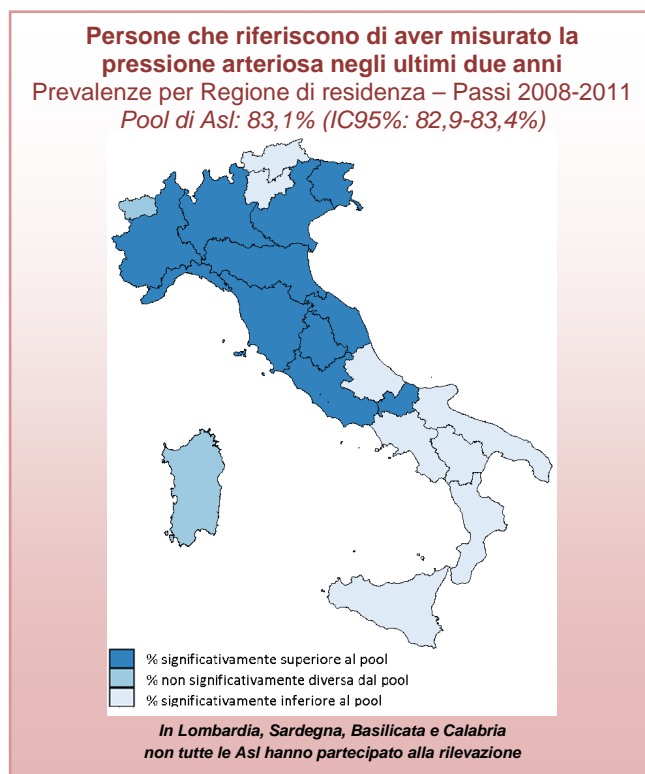 Persone che riferiscono di aver misurato la
pressione arteriosa negli ultimi due anni
Prevalenze per Regione di residenza – Passi 2008-2011
Pool di Asl: 83,1% (IC95%: 82,9-83,4%)
% significativamente superiore al pool
% non significativamente diversa dal pool
% significativamente inferiore al pool
In Lombardia, Sardegna, Basilicata e Calabria
non tutte le Asl hanno partecipato alla rilevazione